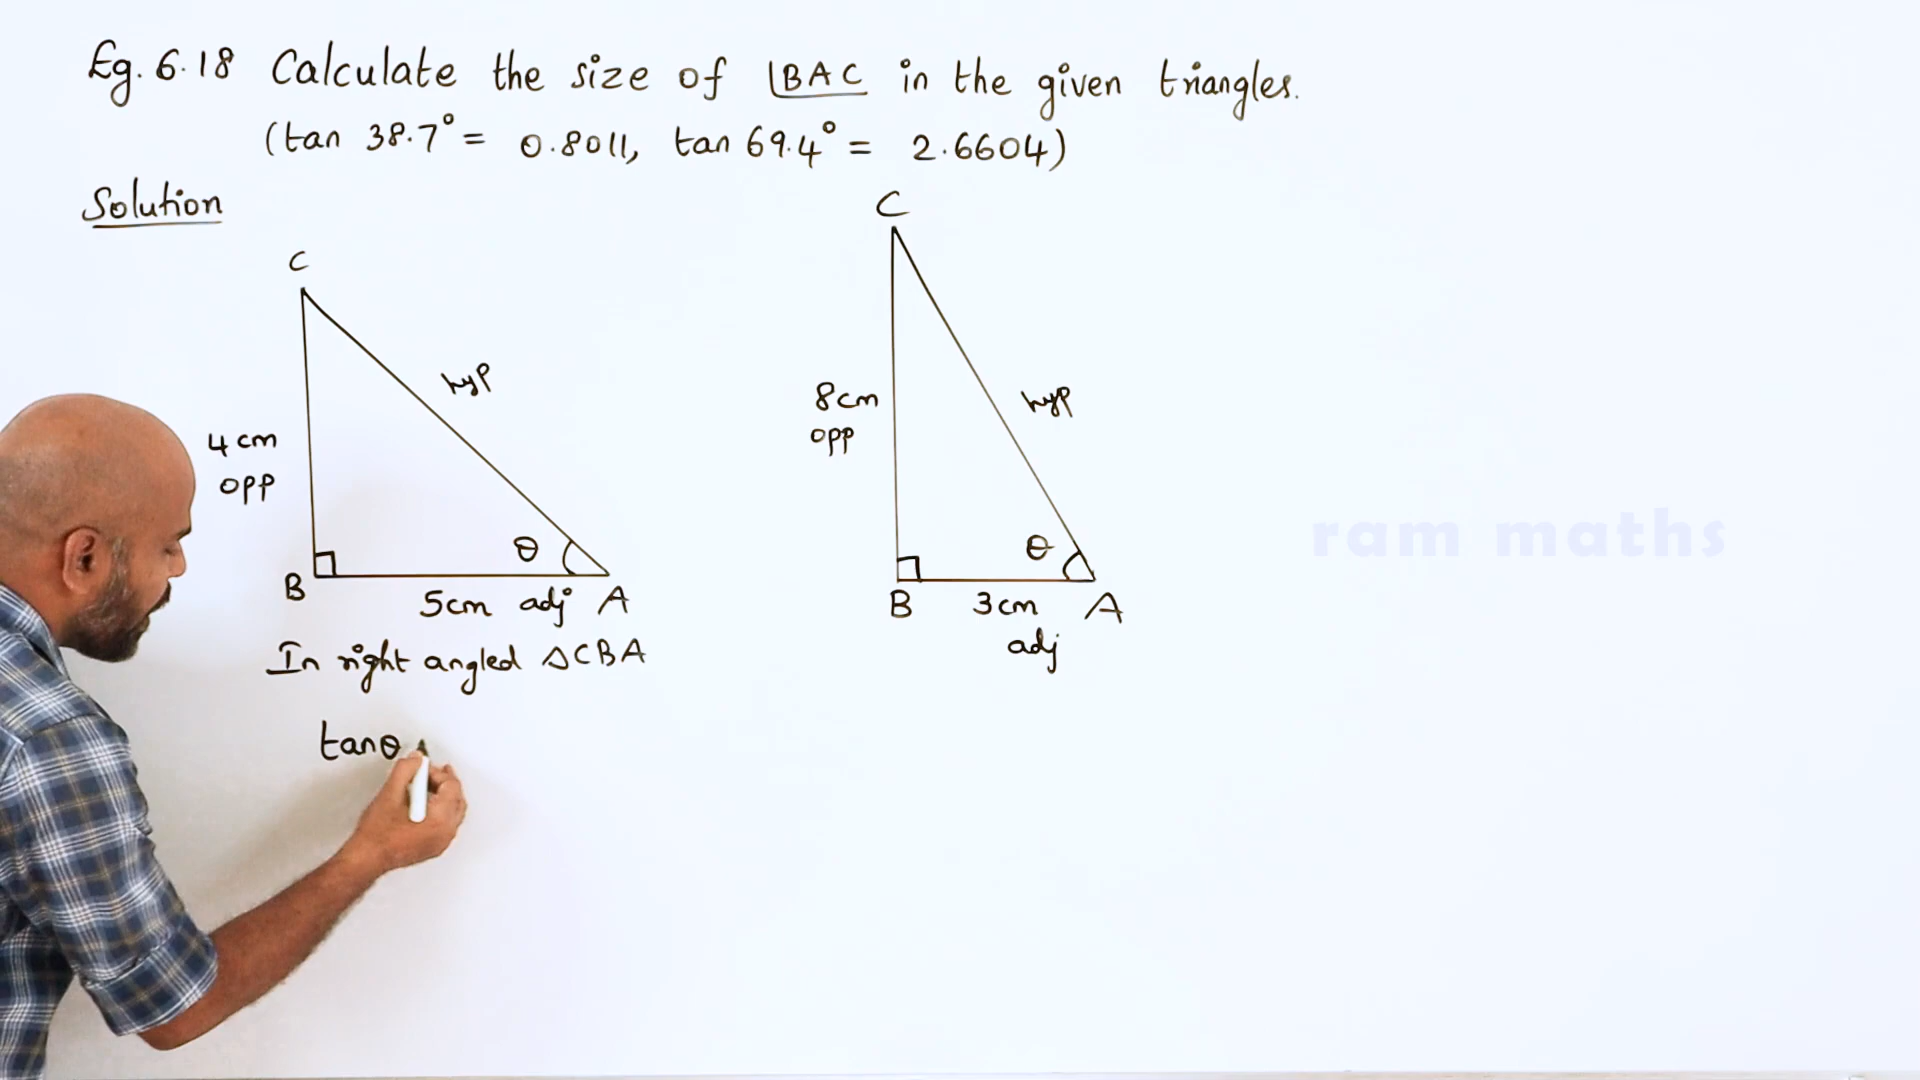 Eg. 6.18 Calculate the size of ∠BAC in the given triangles.
(tan 38.7° = 0.8011, tan 69.4° = 2.6604)
Solution
C
hyp
4 cm
opp
θ
B
5cm adj A
In right angled △CBA
tanθ
C
8cm
opp
hyp
θ
B 3cm A
adj
ram maths